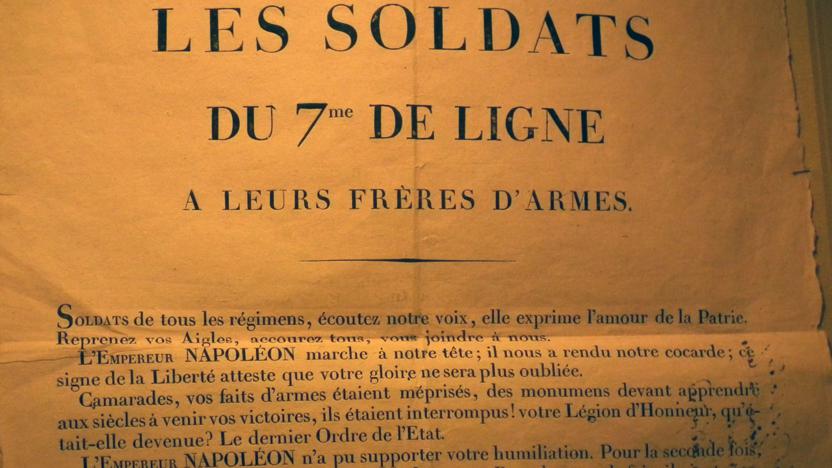 LES SOLDATS
DU 7me DE LIGNE
A LEURS FRÈRES D'ARMES.
SOLDATS de tous les régimens, écoutez notre voix, elle exprime l'amour de la Patrie.
Reprenez vos Aigles, accourez tous, vous joindre à nous.
L'EMPEREUR NAPOLÉON marche à notre tête; il nous a rendu notre cocarde; ce
signe de la Liberté atteste que votre gloire ne sera plus oubliée.
Camarades, vos faits d'armes étaient méprisés, des monumens devant apprendre
aux siècles à venir vos victoires, ils étaient interrompus! votre Légion d'Honneur, qu'é-
tait-elle devenue? Le dernier Ordre de l'Etat.
L'EMPEREUR NAPOLÉON n'a pu supporter votre humiliation. Pour la seconde fois,